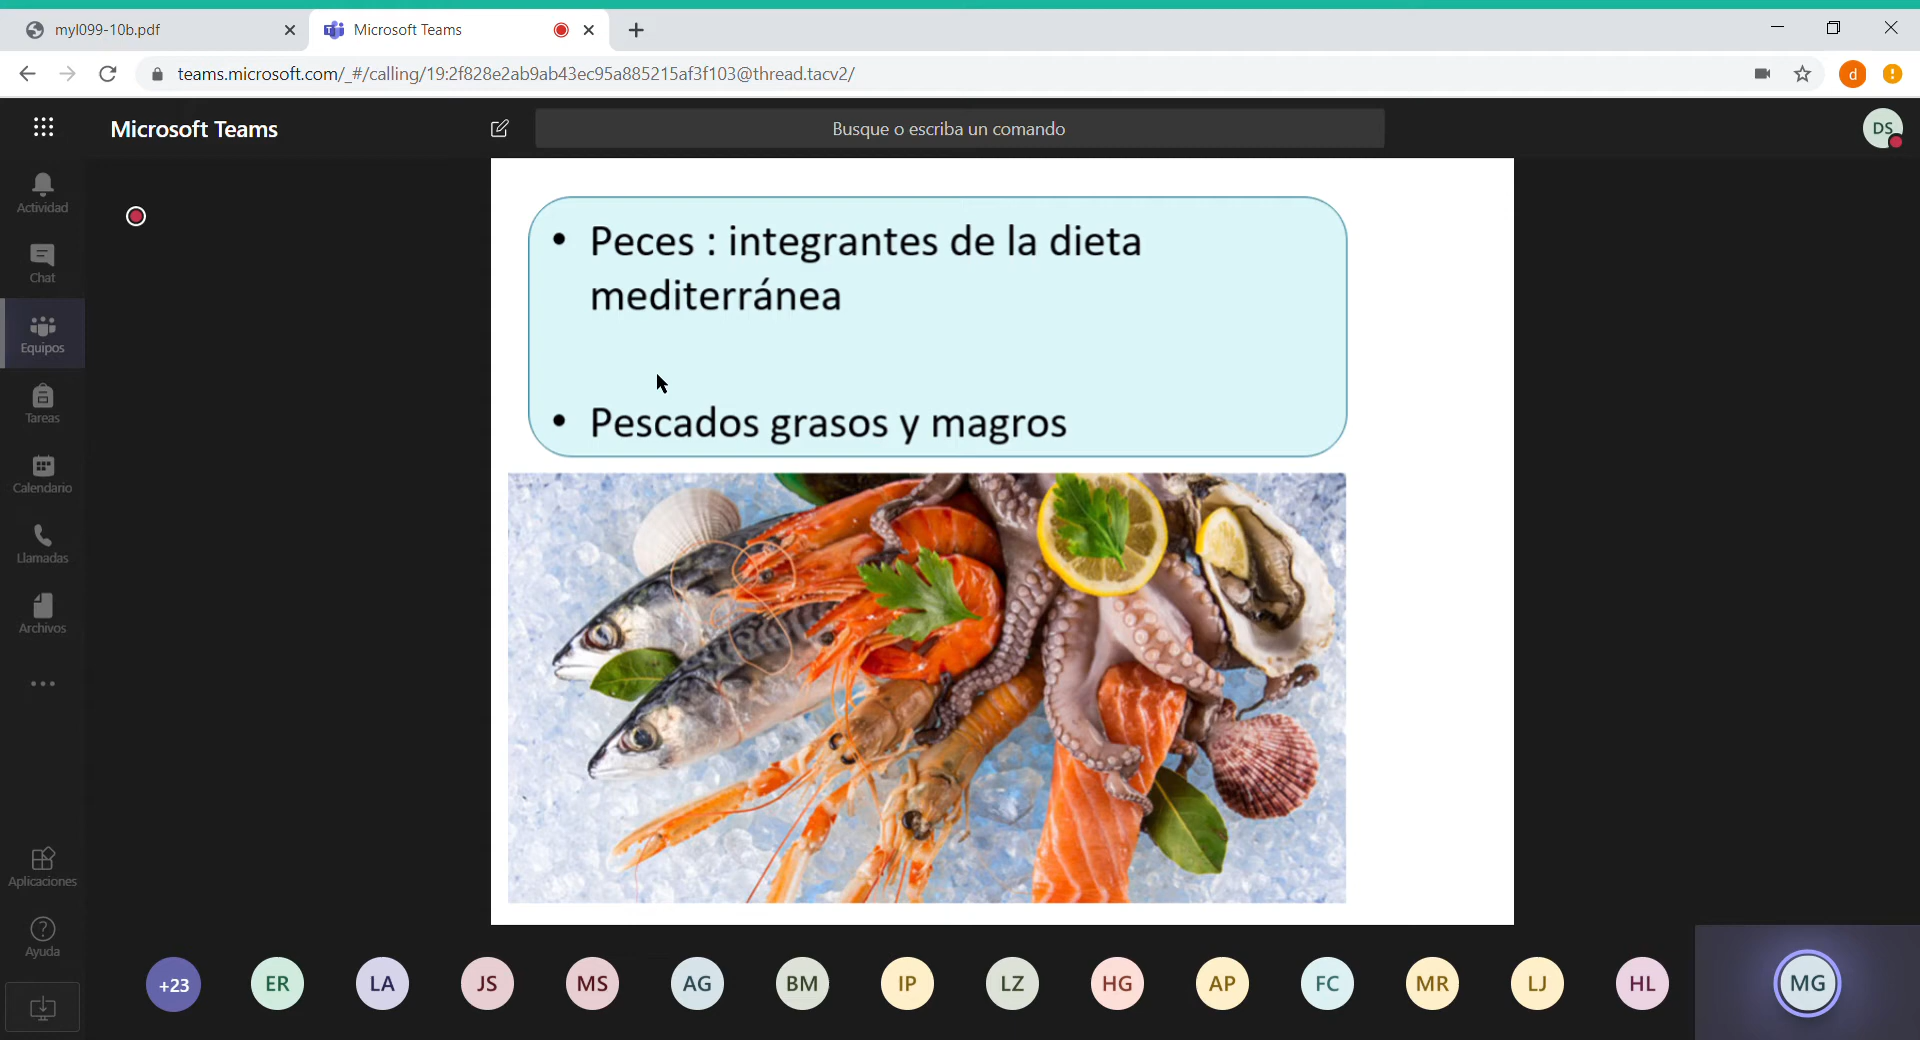 myl099-10b.pdf
Microsoft Teams
teams.microsoft.com/_#/calling/19:2f828e2ab9ab43ec95a885215af3f103@thread.tacv2/
d
Microsoft Teams
Busque o escriba un comando
DS
Actividad
Chat
Equipos
Tareas
Calendario
Llamadas
Archivos
Aplicaciones
Ayuda
• Peces : integrantes de la dieta
mediterránea
• Pescados grasos y magros
+23
ER
LA
JS
MS
AG
BM
IP
LZ
HG
AP
FC
MR
LJ
HL
MG